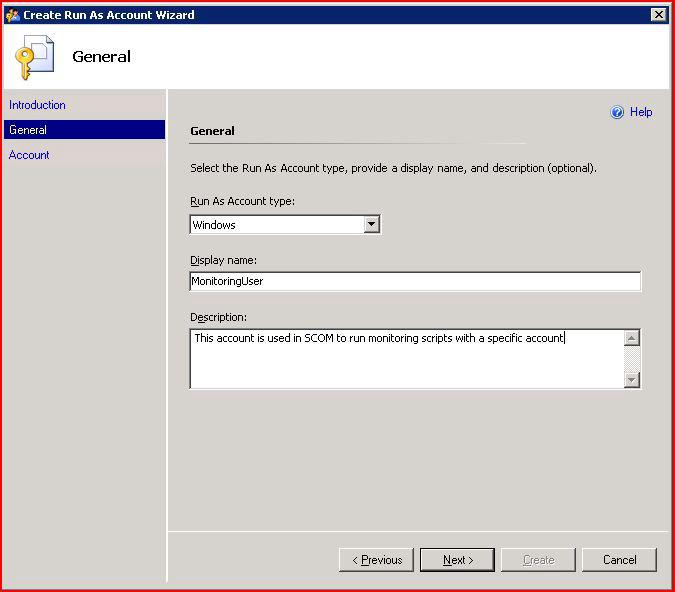 Create Run As Account Wizard
General
Introduction
General
Account
Help
General
Select the Run As Account type, provide a display name, and description (optional).
Run As Account type:
Windows
Display name:
MonitoringUser
Description:
This account is used in SCOM to run monitoring scripts with a specific account
< Previous
Next >
Create
Cancel